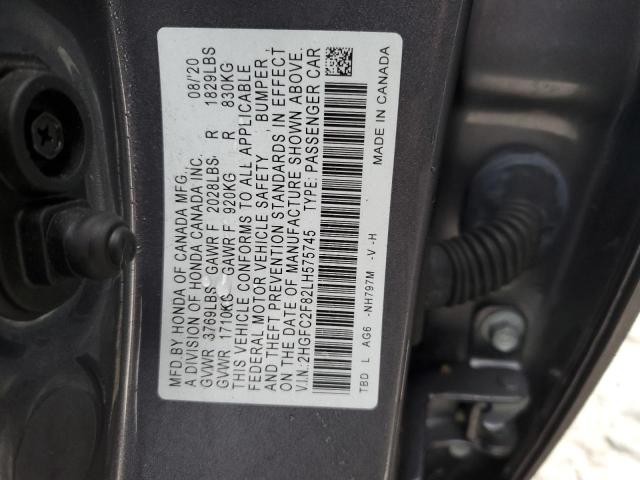 MFD.BY HONDA OF CANADA MFG. 08/'20
A DIVISION OF HONDA CANADA INC.
GVWR 3769LBS GAWR F 2028LBS R 1829LBS
GVWR 1710KG GAWR F 920KG R 830KG
THIS VEHICLE CONFORMS TO ALL APPLICABLE
FEDERAL MOTOR VEHICLE SAFETY BUMPER
AND THEFT PREVENTION STANDARDS IN EFFECT
ON THE DATE OF MANUFACTURE SHOWN ABOVE.
V.I.N.:2HGFC2F82LH575745 TYPE: PASSENGER CAR
TBD L AG6 -NH797M -V -H MADE IN CANADA